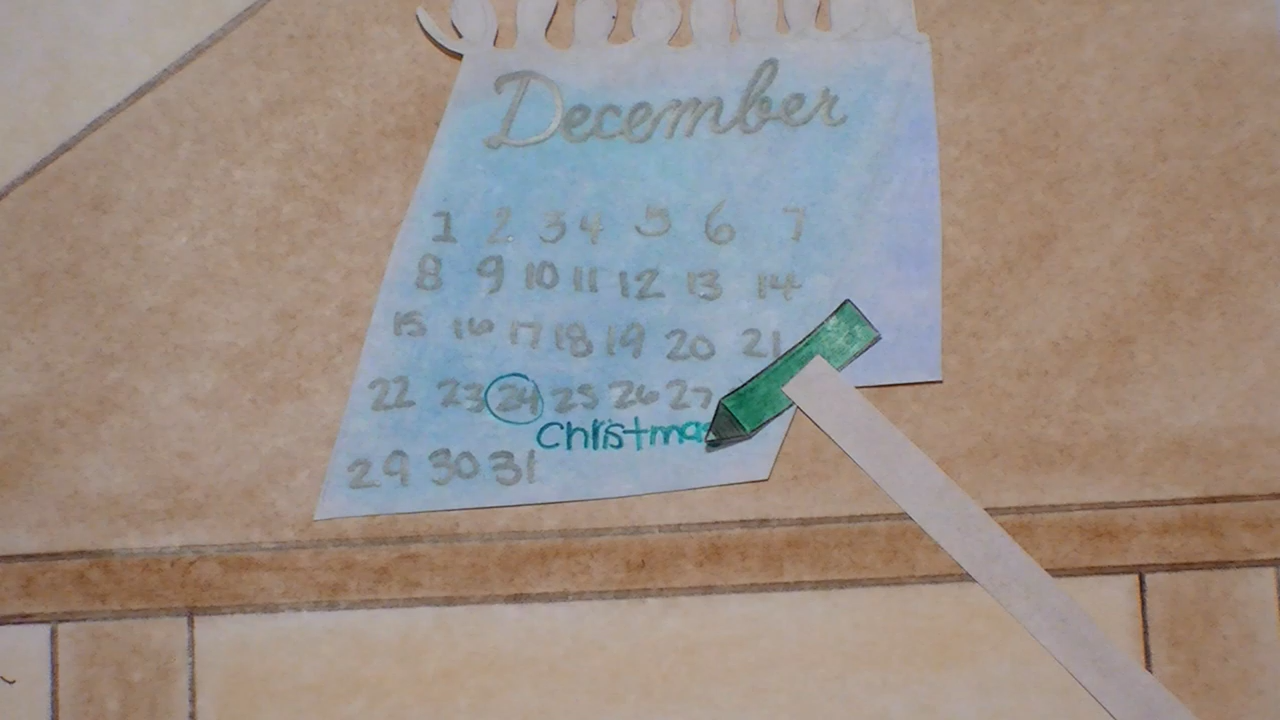 December
1 2 3 4 5 6 7
8 9 10 11 12 13 14
15 16 17 18 19 20 21
22 23 24 25 26 27
Christmas
29 30 31